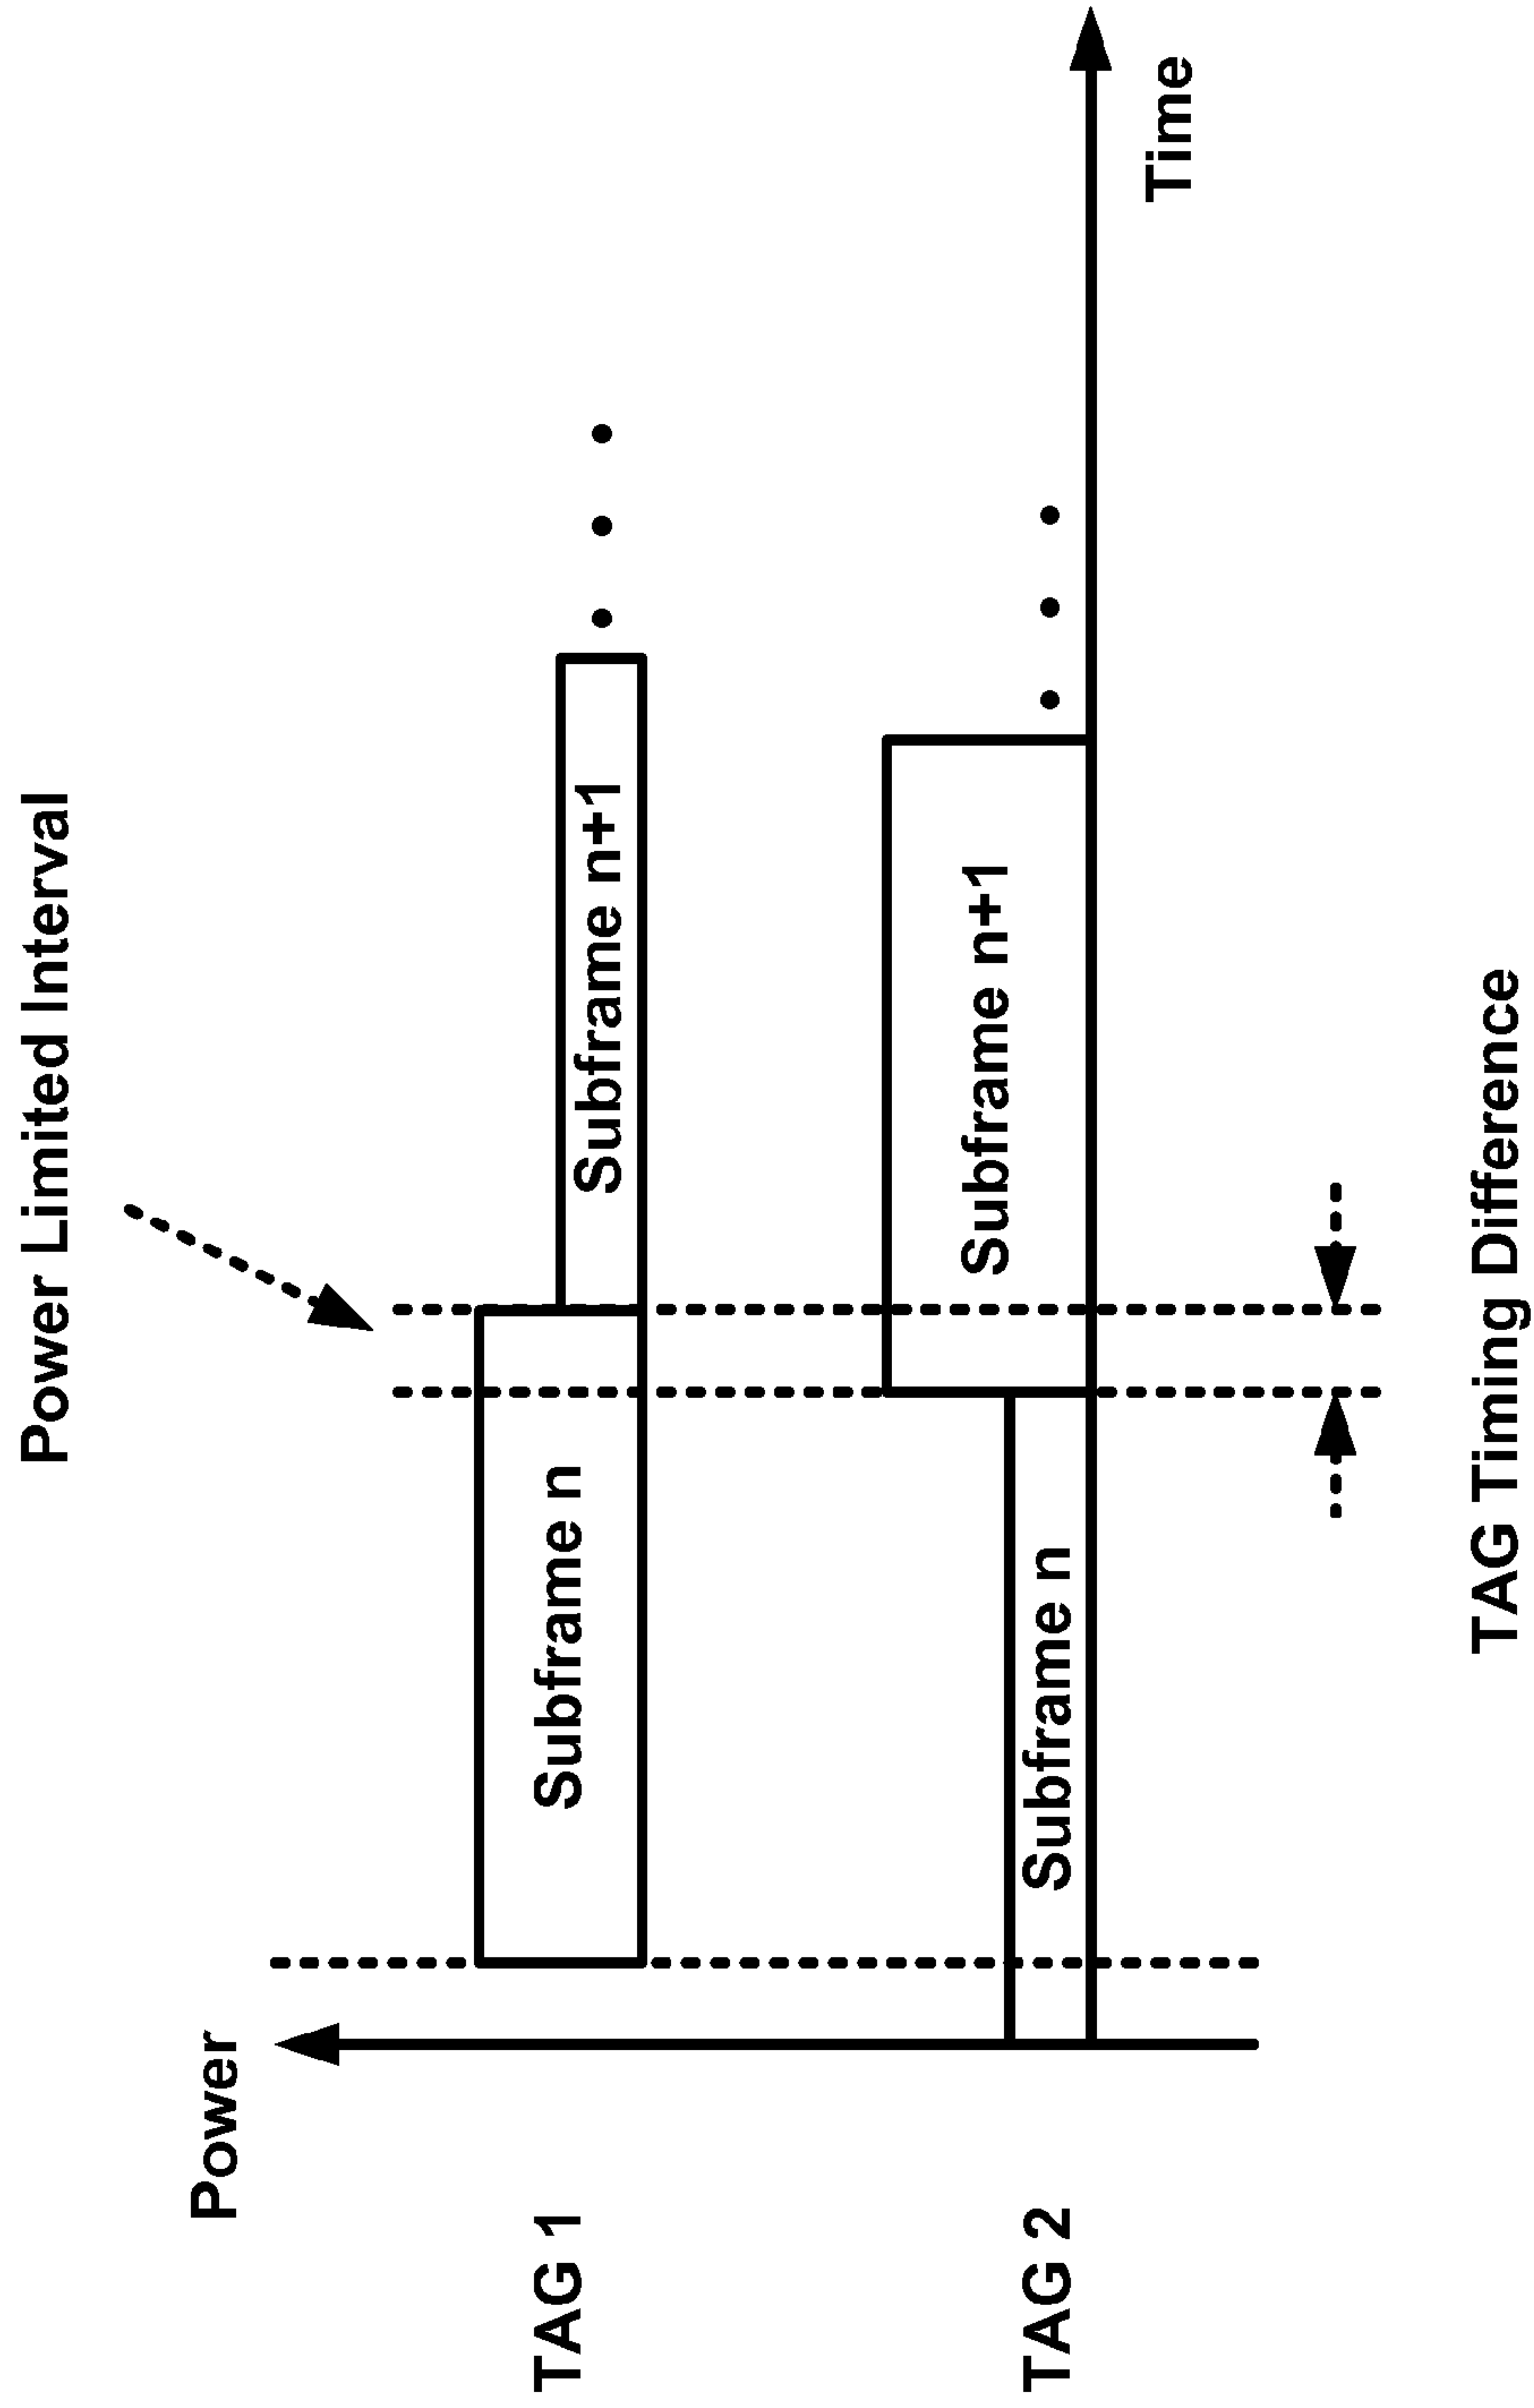 Power Limited Interval
Power
TAG 1
Subframe n
Subframe n+1
TAG 2
Subframe n
Subframe n+1
Time
TAG Timing Difference